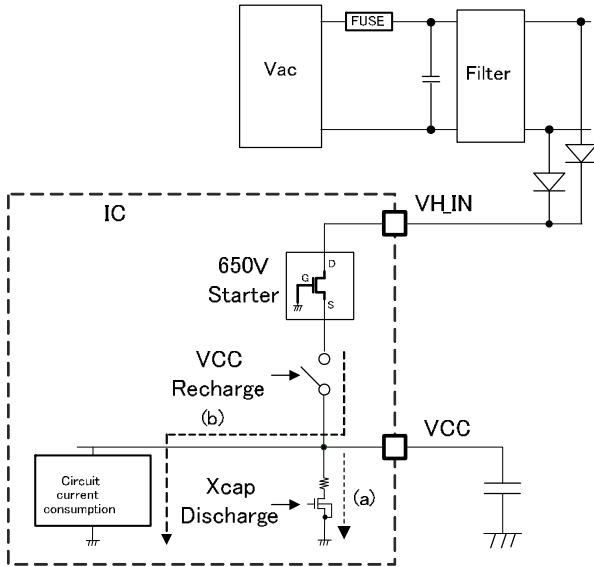 FUSE
Vac
Filter
IC
VH_IN
650V
Starter
D
G
S
VCC
Recharge
(b)
VCC
Circuit
current
consumption
Xcap
Discharge
(a)